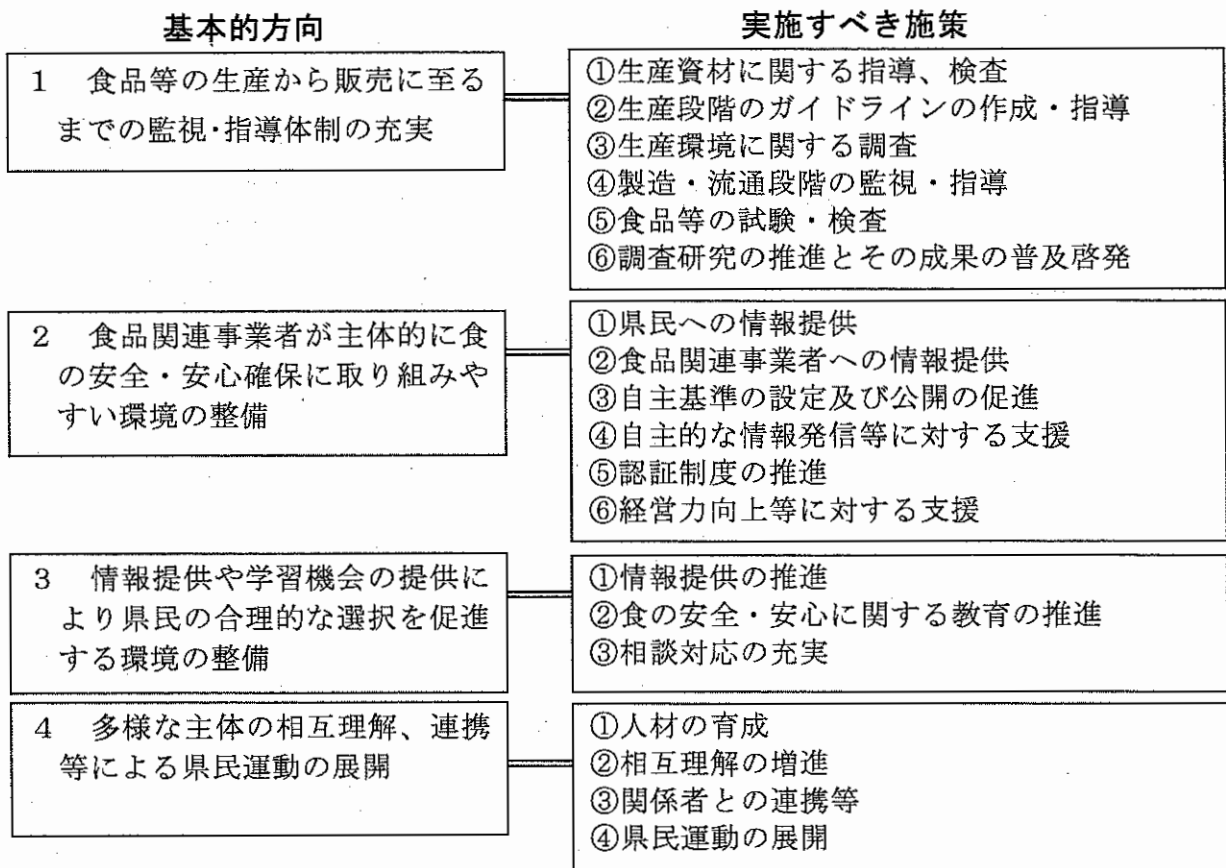 基本的方向
実施すべき施策
1 食品等の生産から販売に至る
までの監視・指導体制の充実
①生産資材に関する指導、検査
②生産段階のガイドラインの作成・指導
③生産環境に関する調査
④製造・流通段階の監視・指導
⑤食品等の試験・検査
⑥調査研究の推進とその成果の普及啓発
2 食品関連事業者が主体的に食
の安全・安心確保に取り組みや
すい環境の整備
①県民への情報提供
②食品関連事業者への情報提供
③自主基準の設定及び公開の促進
④自主的な情報発信等に対する支援
⑤認証制度の推進
⑥経営力向上等に対する支援
3 情報提供や学習機会の提供に
より県民の合理的な選択を促進
する環境の整備
①情報提供の推進
②食の安全・安心に関する教育の推進
③相談対応の充実
4 多様な主体の相互理解、連携
等による県民運動の展開
①人材の育成
②相互理解の増進
③関係者との連携等
④県民運動の展開